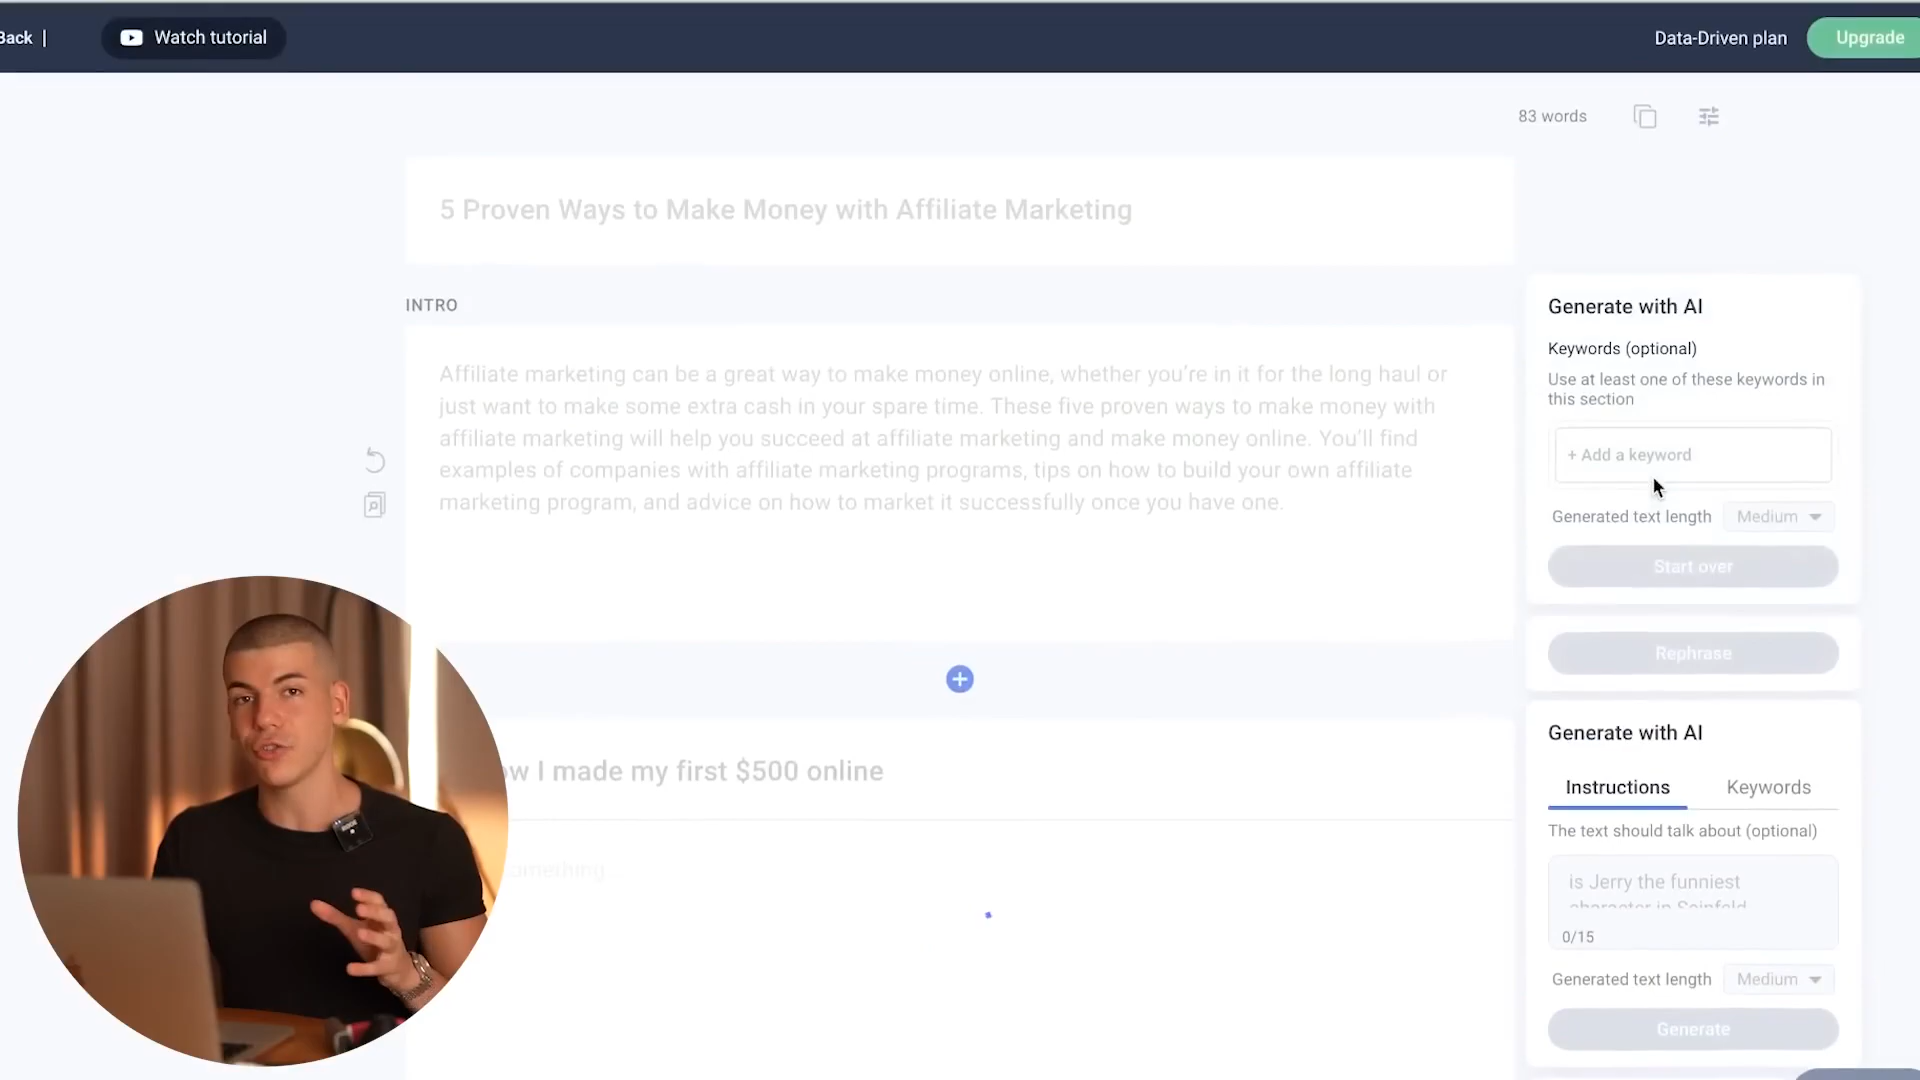 Back |
Watch tutorial
Data-Driven plan
Upgrade
83 words
5 Proven Ways to Make Money with Affiliate Marketing
INTRO
Affiliate marketing can be a great way to make money online, whether you're in it for the long haul or
just want to make some extra cash in your spare time. These five proven ways to make money with
affiliate marketing will help you succeed at affiliate marketing and make money online. You'll find
examples of companies with affiliate marketing programs, tips on how to build your own affiliate
marketing program, and advice on how to market it successfully once you have one.
Generate with AI
Keywords (optional)
Use at least one of these keywords in
this section
+ Add a keyword
Generated text length
Medium
Start over
Rephrase
ow I made my first $500 online
omething...
Generate with AI
Instructions
Keywords
The text should talk about (optional)
is Jerry the funniest
character in Seinfeld
0/15
Generated text length
Medium
Generate